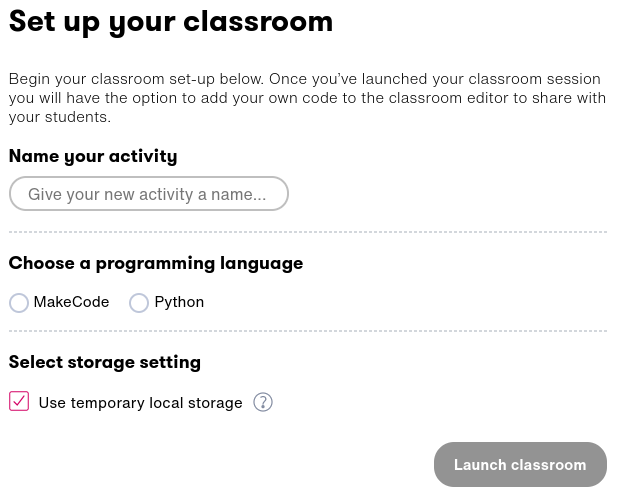 Set up your classroom
Begin your classroom set-up below. Once you’ve launched your classroom session
you will have the option to add your own code to the classroom editor to share with
your students.
Name your activity
Give your new activity a name...
Choose a programming language
MakeCode Python
Select storage setting
Use temporary local storage ?
Launch classroom